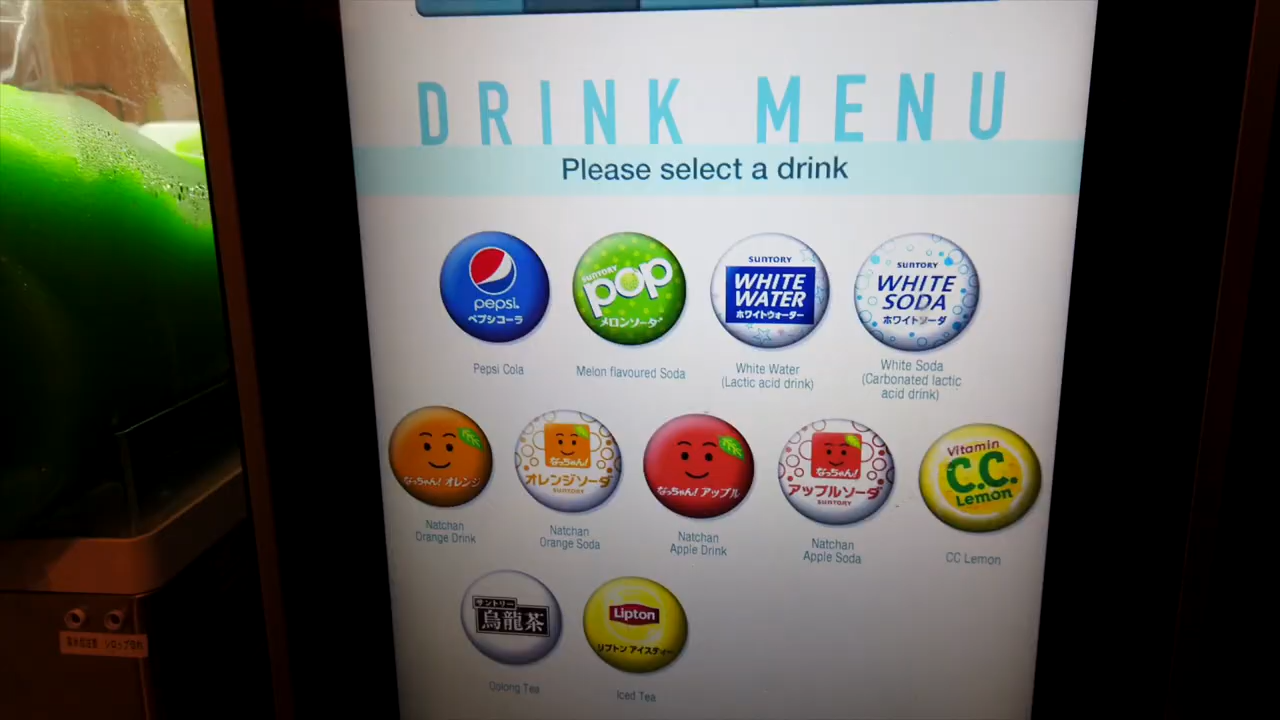 DRINK MENU
Please select a drink
pepsi.
ペプシコーラ
SUNTORY
pop
メロンソーダ
SUNTORY
WHITE
WATER
ホワイトウォーター
SUNTORY
WHITE
SODA
ホワイトソーダ
Pepsi Cola
Melon flavoured Soda
White Water
(Lactic acid drink)
White Soda
(Carbonated lactic
acid drink)
なっちゃん! オレンジ
なっちゃん!
オレンジソーダ
SUNTORY
なっちゃん! アップル
なっちゃん!
アップルソーダ
SUNTORY
Vitamin
C.C.
Lemon
Natchan
Orange Drink
Natchan
Orange Soda
Natchan
Apple Drink
Natchan
Apple Soda
CC Lemon
サントリー
烏龍茶
Lipton
リプトン アイスティー
Oolong Tea
Iced Tea